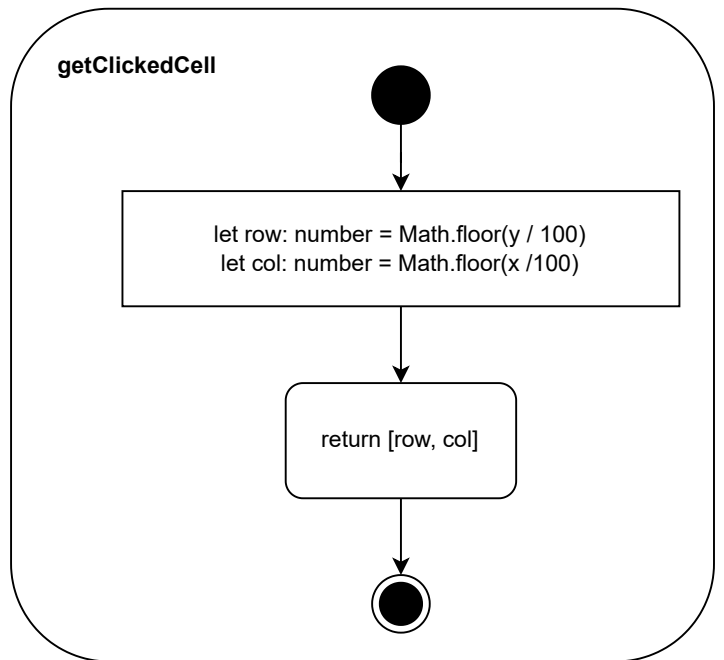 getClickedCell
let row: number = Math.floor(y / 100)
let col: number = Math.floor(x /100)
return [row, col]